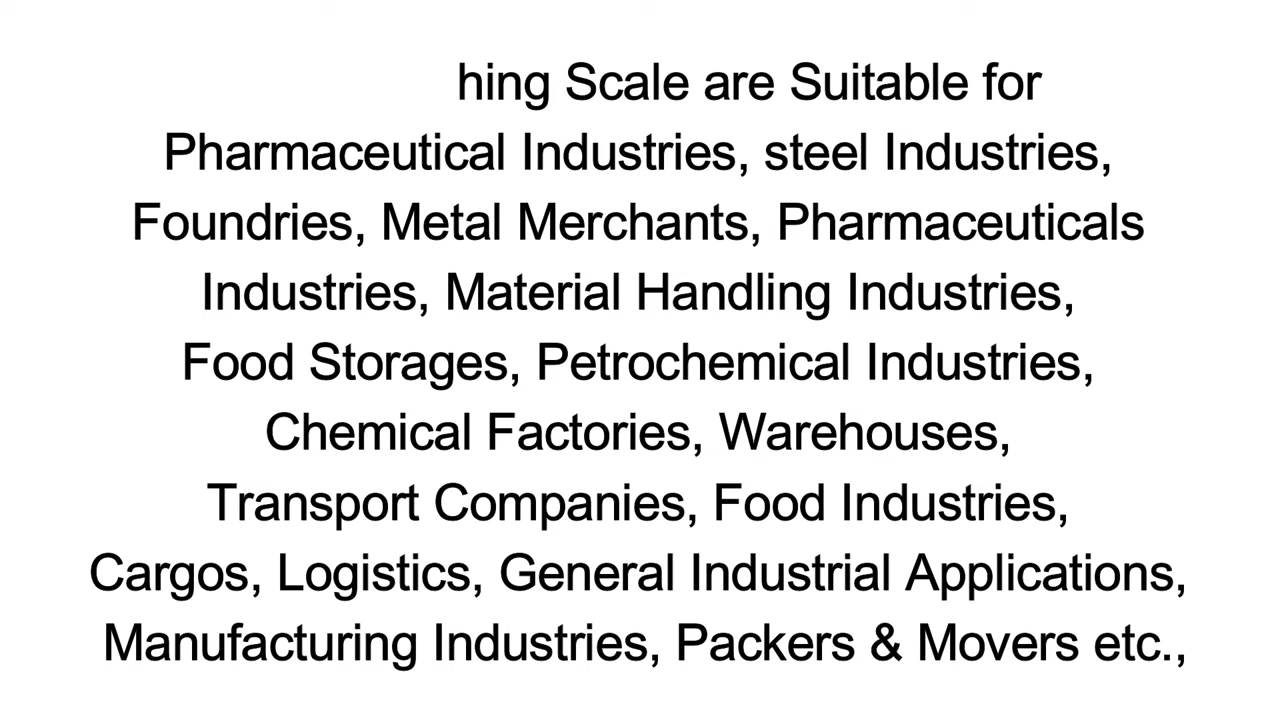 hing Scale are Suitable for
Pharmaceutical Industries, steel Industries,
Foundries, Metal Merchants, Pharmaceuticals
Industries, Material Handling Industries,
Food Storages, Petrochemical Industries,
Chemical Factories, Warehouses,
Transport Companies, Food Industries,
Cargos, Logistics, General Industrial Applications,
Manufacturing Industries, Packers & Movers etc.,